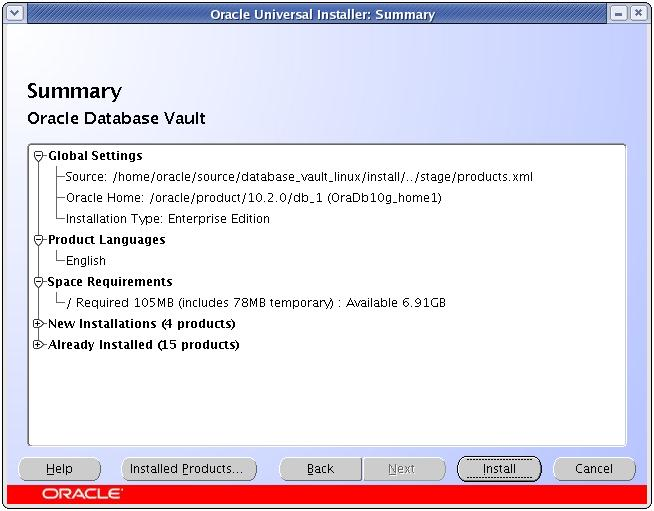 Oracle Universal Installer: Summary
Summary
Oracle Database Vault
Global Settings
Source: /home/oracle/source/database_vault_linux/install/../stage/products.xml
Oracle Home: /oracle/product/10.2.0/db_1 (OraDb10g_home1)
Installation Type: Enterprise Edition
Product Languages
English
Space Requirements
/ Required 105MB (includes 78MB temporary) : Available 6.91GB
New Installations (4 products)
Already Installed (15 products)
Help Installed Products... Back Next Install Cancel
ORACLE